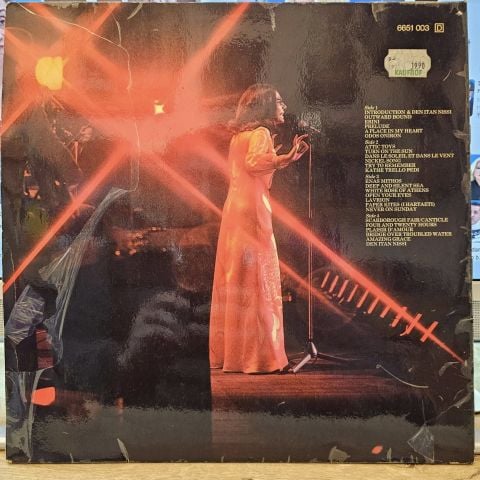 6651 003 D
19.90
KAUFHOF
Side 1
INTRODUCTION & DEN ITAN NISSI
OUTWARD BOUND
ERINI
PRELUDE
A PLACE IN MY HEART
ODOS ONIRON
Side 2
ATTIC TOYS
TURN ON THE SUN
DANS LE SOLEIL ET DANS LE VENT
NICKEL SONG
TRY TO REMEMBER
KATHE TRELLO PEDI
Side 3
ENAS MITHOS
DEEP AND SILENT SEA
WHITE ROSE OF ATHENS
OPEN YOUR EYES
LAVRION
PAPER KITES (I HARTAETI)
NEVER ON SUNDAY
Side 4
SCARBOROUGH FAIR/CANTICLE
FOUR AND TWENTY HOURS
PLAISIR D'AMOUR
BRIDGE OVER TROUBLED WATER
AMAZING GRACE
DEN ITAN NISSI